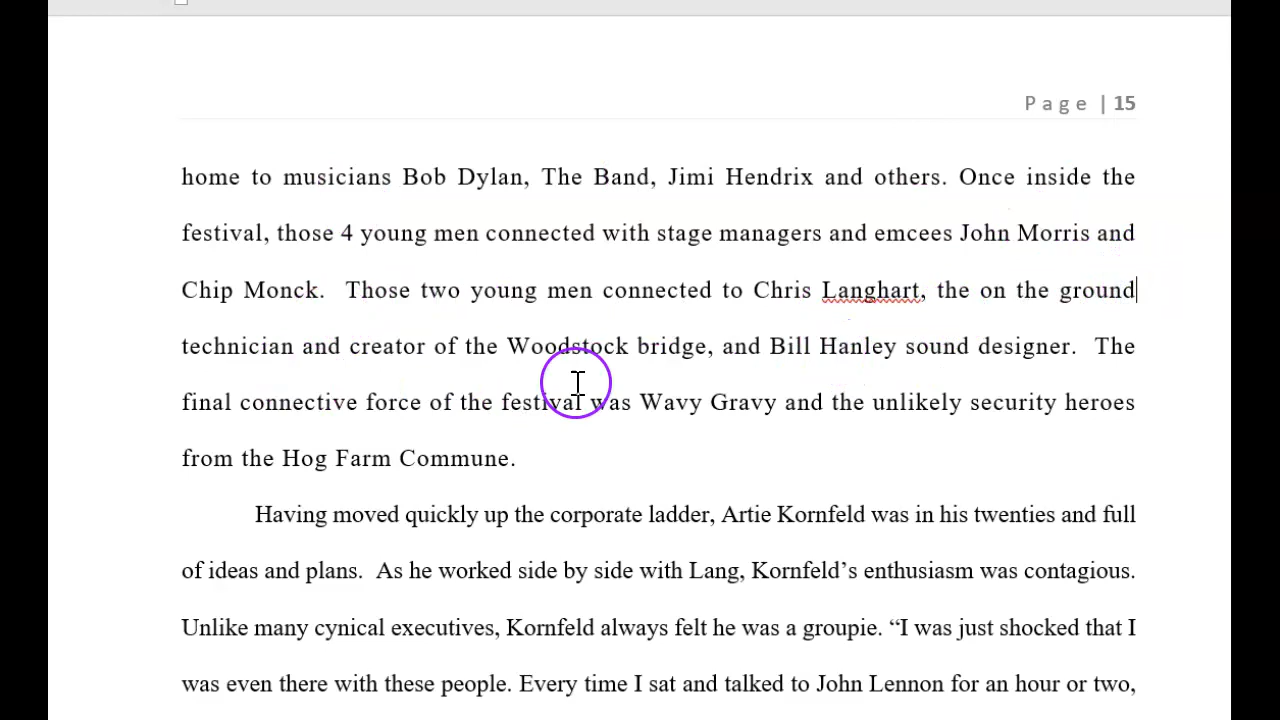 Page | 15
home to musicians Bob Dylan, The Band, Jimi Hendrix and others. Once inside the
festival, those 4 young men connected with stage managers and emcees John Morris and
Chip Monck.  Those two young men connected to Chris Langhart, the on the ground
technician and creator of the Woodstock bridge, and Bill Hanley sound designer.  The
final connective force of the festival was Wavy Gravy and the unlikely security heroes
from the Hog Farm Commune.
Having moved quickly up the corporate ladder, Artie Kornfeld was in his twenties and full
of ideas and plans.  As he worked side by side with Lang, Kornfeld’s enthusiasm was contagious.
Unlike many cynical executives, Kornfeld always felt he was a groupie. “I was just shocked that I
was even there with these people. Every time I sat and talked to John Lennon for an hour or two,